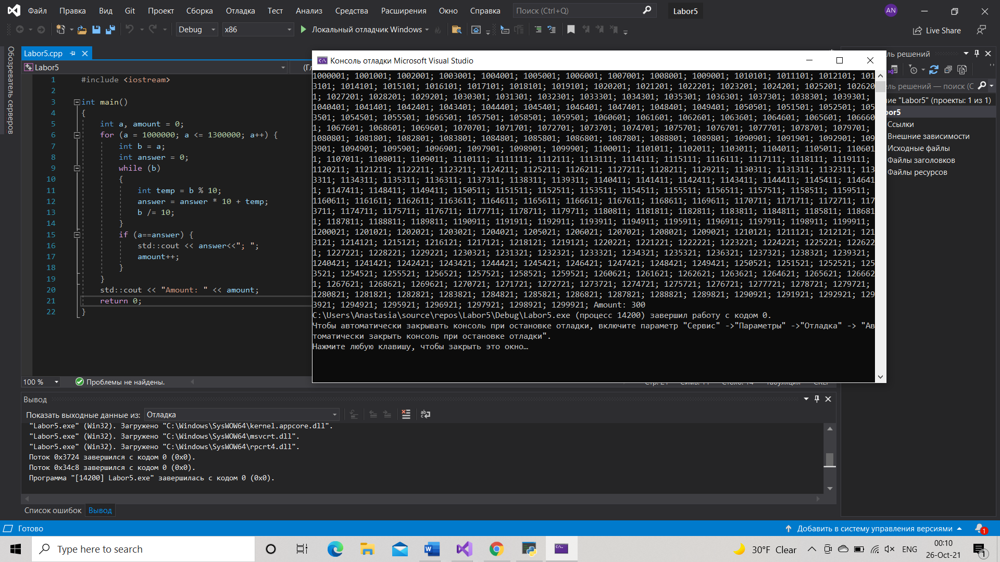 Файл Правка Вид Git Проект Сборка Отладка Тест Анализ Средства Расширения Окно Справка Поиск (Ctrl+Q) Labor5 AN
Debug x86 Локальный отладчик Windows Live Share
Обозреватель серверов
Labor5.cpp
Labor5 (Гл
1 #include <iostream>
2
3 int main()
4 {
5 int a, amount = 0;
6 for (a = 1000000; a <= 1300000; a++) {
7 int b = a;
8 int answer = 0;
9 while (b)
10 {
11 int temp = b % 10;
12 answer = answer * 10 + temp;
13 b /= 10;
14 }
15 if (a==answer) {
16 std::cout << answer<<"; ";
17 amount++;
18 }
19 }
20 std::cout << "Amount: " << amount;
21 return 0;
22 }
100 % Проблемы не найдены.
Консоль отладки Microsoft Visual Studio
1000001; 1001001; 1002001; 1003001; 1004001; 1005001; 1006001; 1007001; 1008001; 1009001; 1010101; 1011101; 1012101; 101
3101; 1014101; 1015101; 1016101; 1017101; 1018101; 1019101; 1020201; 1021201; 1022201; 1023201; 1024201; 1025201; 102620
1; 1027201; 1028201; 1029201; 1030301; 1031301; 1032301; 1033301; 1034301; 1035301; 1036301; 1037301; 1038301; 1039301;
1040401; 1041401; 1042401; 1043401; 1044401; 1045401; 1046401; 1047401; 1048401; 1049401; 1050501; 1051501; 1052501; 105
3501; 1054501; 1055501; 1056501; 1057501; 1058501; 1059501; 1060601; 1061601; 1062601; 1063601; 1064601; 1065601; 106660
1; 1067601; 1068601; 1069601; 1070701; 1071701; 1072701; 1073701; 1074701; 1075701; 1076701; 1077701; 1078701; 1079701;
1080801; 1081801; 1082801; 1083801; 1084801; 1085801; 1086801; 1087801; 1088801; 1089801; 1090901; 1091901; 1092901; 109
3901; 1094901; 1095901; 1096901; 1097901; 1098901; 1099901; 1100011; 1101011; 1102011; 1103011; 1104011; 1105011; 110601
1; 1107011; 1108011; 1109011; 1110111; 1111111; 1112111; 1113111; 1114111; 1115111; 1116111; 1117111; 1118111; 1119111;
1120211; 1121211; 1122211; 1123211; 1124211; 1125211; 1126211; 1127211; 1128211; 1129211; 1130311; 1131311; 1132311; 113
3311; 1134311; 1135311; 1136311; 1137311; 1138311; 1139311; 1140411; 1141411; 1142411; 1143411; 1144411; 1145411; 114641
1; 1147411; 1148411; 1149411; 1150511; 1151511; 1152511; 1153511; 1154511; 1155511; 1156511; 1157511; 1158511; 1159511;
1160611; 1161611; 1162611; 1163611; 1164611; 1165611; 1166611; 1167611; 1168611; 1169611; 1170711; 1171711; 1172711; 117
3711; 1174711; 1175711; 1176711; 1177711; 1178711; 1179711; 1180811; 1181811; 1182811; 1183811; 1184811; 1185811; 118681
1; 1187811; 1188811; 1189811; 1190911; 1191911; 1192911; 1193911; 1194911; 1195911; 1196911; 1197911; 1198911; 1199911;
1200021; 1201021; 1202021; 1203021; 1204021; 1205021; 1206021; 1207021; 1208021; 1209021; 1210121; 1211121; 1212121; 121
3121; 1214121; 1215121; 1216121; 1217121; 1218121; 1219121; 1220221; 1221221; 1222221; 1223221; 1224221; 1225221; 122622
1; 1227221; 1228221; 1229221; 1230321; 1231321; 1232321; 1233321; 1234321; 1235321; 1236321; 1237321; 1238321; 1239321;
1240421; 1241421; 1242421; 1243421; 1244421; 1245421; 1246421; 1247421; 1248421; 1249421; 1250521; 1251521; 1252521; 125
3521; 1254521; 1255521; 1256521; 1257521; 1258521; 1259521; 1260621; 1261621; 1262621; 1263621; 1264621; 1265621; 126662
1; 1267621; 1268621; 1269621; 1270721; 1271721; 1272721; 1273721; 1274721; 1275721; 1276721; 1277721; 1278721; 1279721;
1280821; 1281821; 1282821; 1283821; 1284821; 1285821; 1286821; 1287821; 1288821; 1289821; 1290921; 1291921; 1292921; 129
3921; 1294921; 1295921; 1296921; 1297921; 1298921; 1299921; Amount: 300
C:\Users\Anastasia\source\repos\Labor5\Debug\Labor5.exe (процесс 14200) завершил работу с кодом 0.
Чтобы автоматически закрывать консоль при остановке отладки, включите параметр "Сервис" ->"Параметры" ->"Отладка" -> "Ав
томатически закрыть консоль при остановке отладки".
Нажмите любую клавишу, чтобы закрыть это окно…
ль решений
ль решений — поиск (С
ие "Labor5" (проекты: 1 из 1)
bor5
Ссылки
Внешние зависимости
Исходные файлы
Файлы заголовков
Файлы ресурсов
Вывод
Показать выходные данные из: Отладка
"Labor5.exe" (Win32). Загружено "C:\Windows\SysWOW64\kernel.appcore.dll".
"Labor5.exe" (Win32). Загружено "C:\Windows\SysWOW64\msvcrt.dll".
"Labor5.exe" (Win32). Загружено "C:\Windows\SysWOW64\rpcrt4.dll".
Поток 0x3724 завершился с кодом 0 (0x0).
Поток 0x34c8 завершился с кодом 0 (0x0).
Программа "[14200] Labor5.exe" завершилась с кодом 0 (0x0).
Список ошибок Вывод
Готово Добавить в систему управления версиями 1
Type here to search 30°F Clear ENG 00:10
26-Oct-21 1